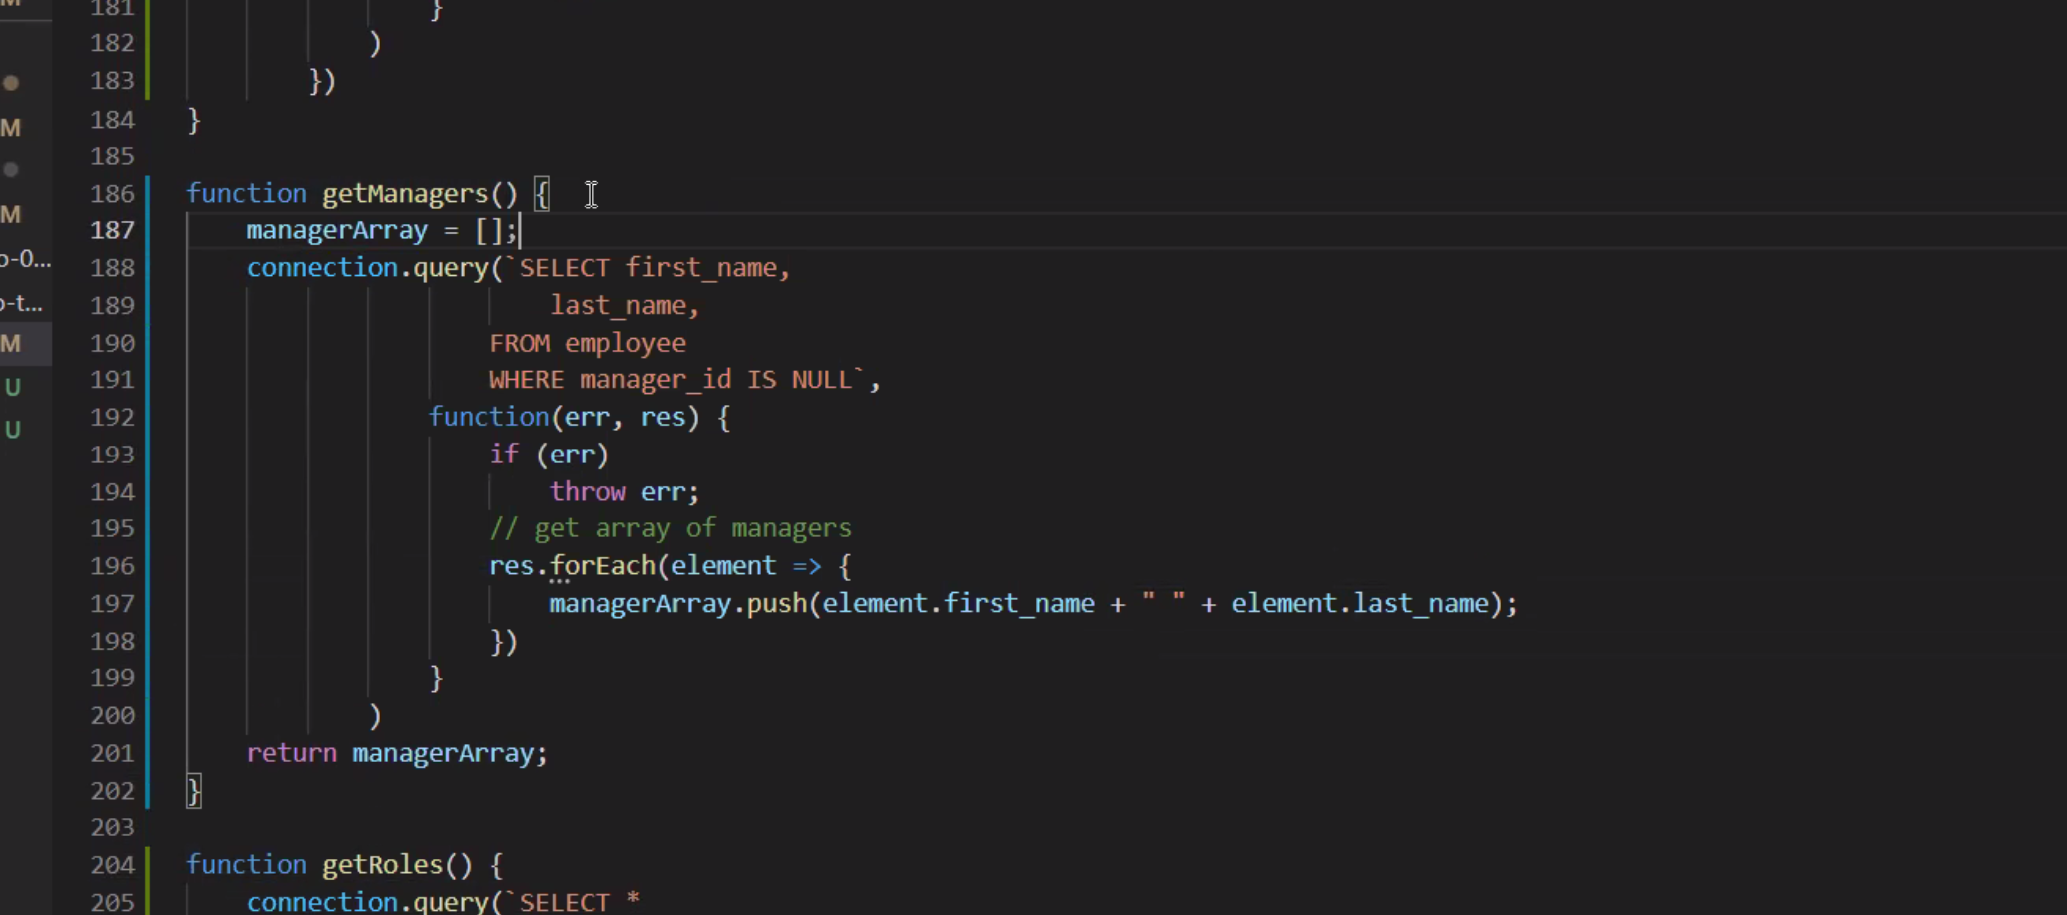 M
181 }
182 )
183 })
M
184 }
185
M
186 function getManagers() {
187 managerArray = [];
o-0...
188 connection.query(`SELECT first_name,
o-t...
189 last_name,
M
190 FROM employee
U
191 WHERE manager_id IS NULL`,
U
192 function(err, res) {
193 if (err)
194 throw err;
195 // get array of managers
196 res.forEach(element => {
197 managerArray.push(element.first_name + " " + element.last_name);
198 })
199 }
200 )
201 return managerArray;
202 }
203
204 function getRoles() {
205 connection.query(`SELECT *